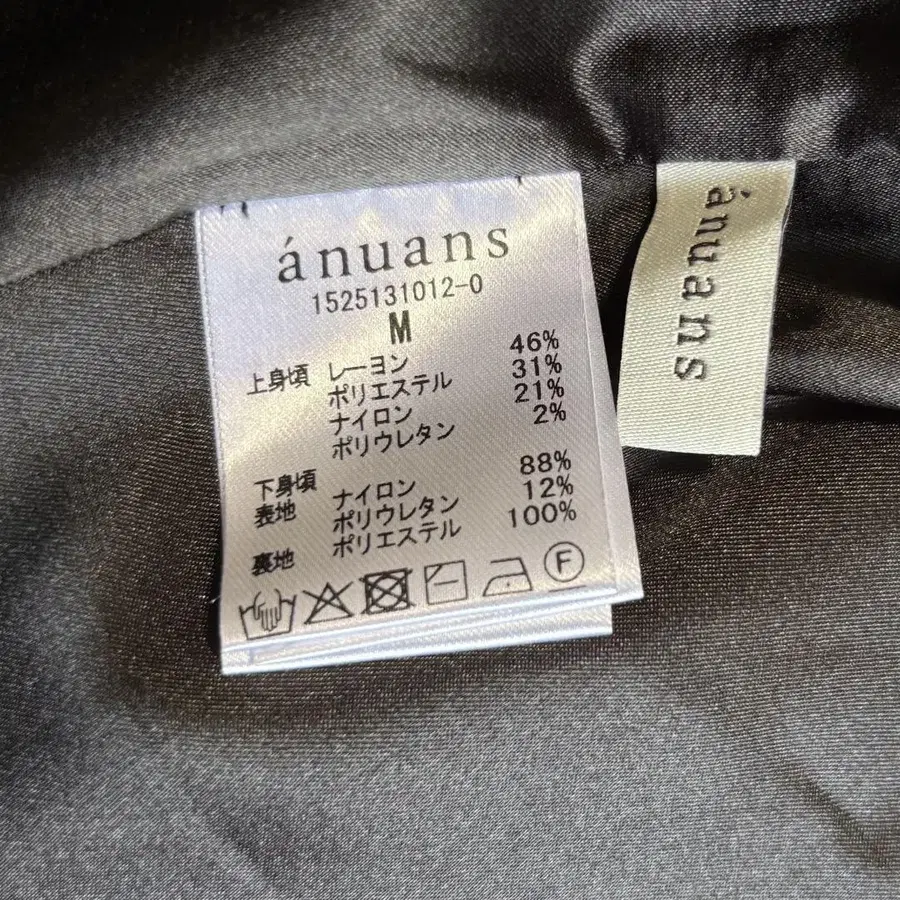 ánuans
1525131012-0
M
上身頃 レーヨン 46%
ポリエステル 31%
ナイロン 21%
ポリウレタン 2%
下身頃
表地 ナイロン 88%
ポリウレタン 12%
裏地 ポリエステル 100%
F
ánuans